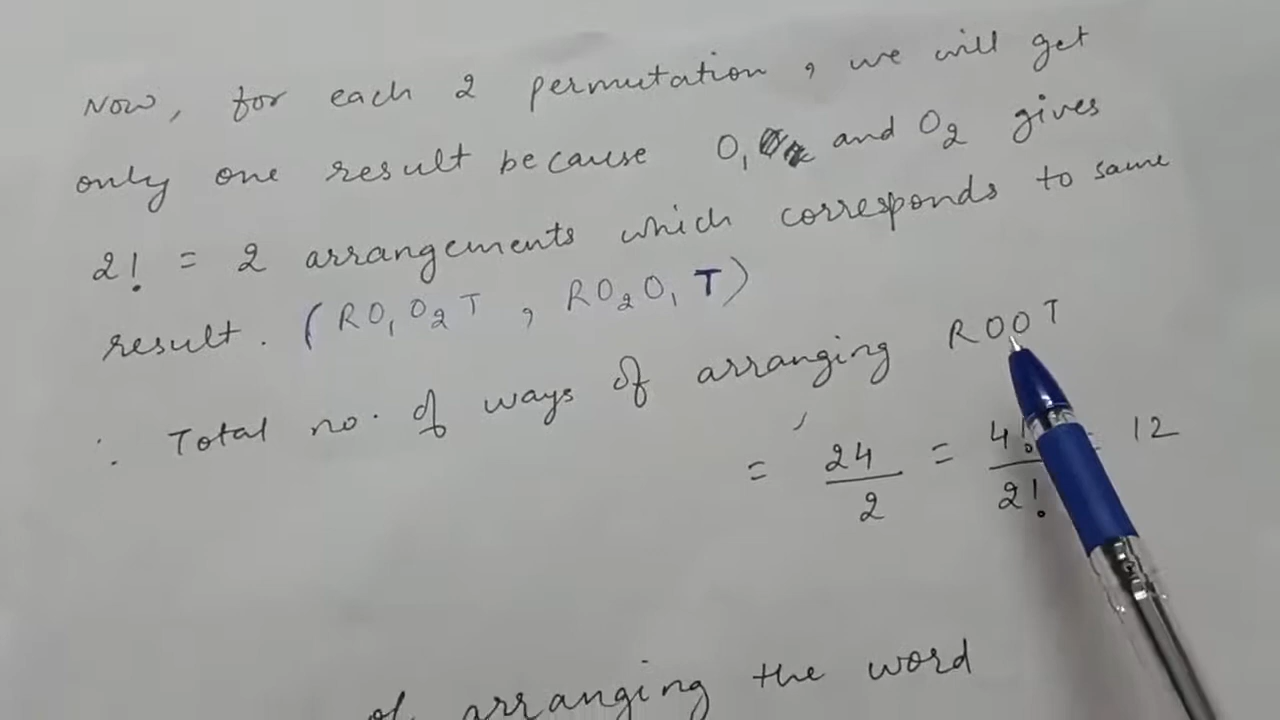 Now, for each 2 permutation, we will get
only one result because O₁ and O₂ gives
2! = 2 arrangements which corresponds to same
result. (RO₁O₂T, RO₂O₁T)
∴ Total no. of ways of arranging ROOT
= 24/2 = 4!/2! = 12
of arranging the word